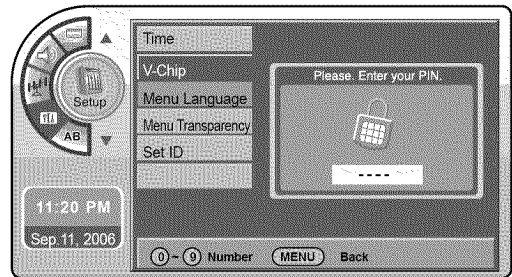 Setup
AB
11:20 PM
Sep.11, 2006
Time
V-Chip
Menu Language
Menu Transparency
Set ID
Please. Enter your PIN.
----
0 ~ 9 Number MENU Back